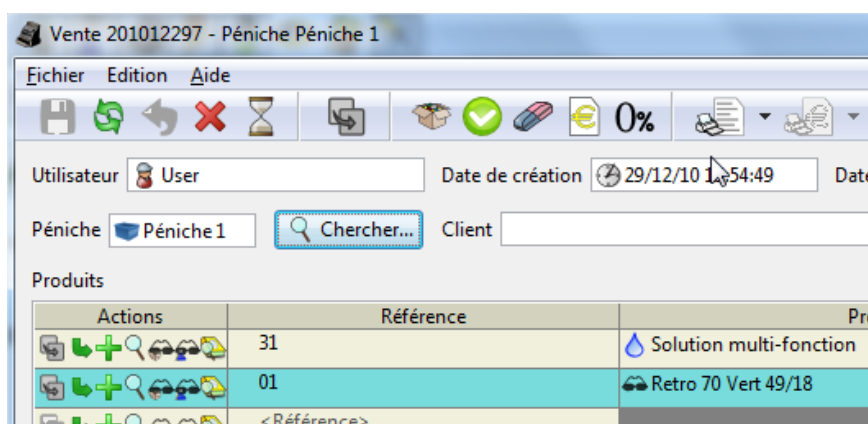 Vente 201012297 - Péniche Péniche 1
Fichier Edition Aide
0%
Utilisateur User Date de création 29/12/10 54:49 Date
Péniche Péniche 1 Chercher... Client
Produits
Actions Référence Pr
31 Solution multi-fonction
01 Retro 70 Vert 49/18
<Référence>